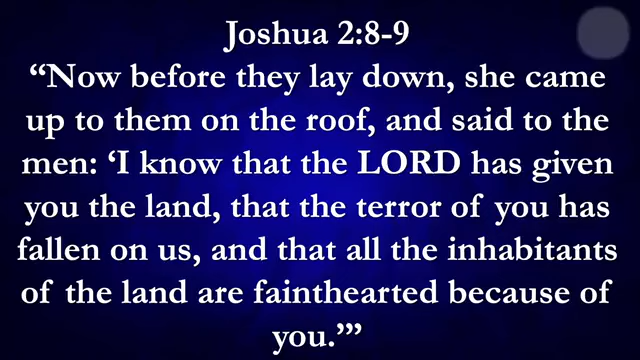 Joshua 2:8-9
“Now before they lay down, she came
up to them on the roof, and said to the
men: ‘I know that the LORD has given
you the land, that the terror of you has
fallen on us, and that all the inhabitants
of the land are fainthearted because of
you.’”